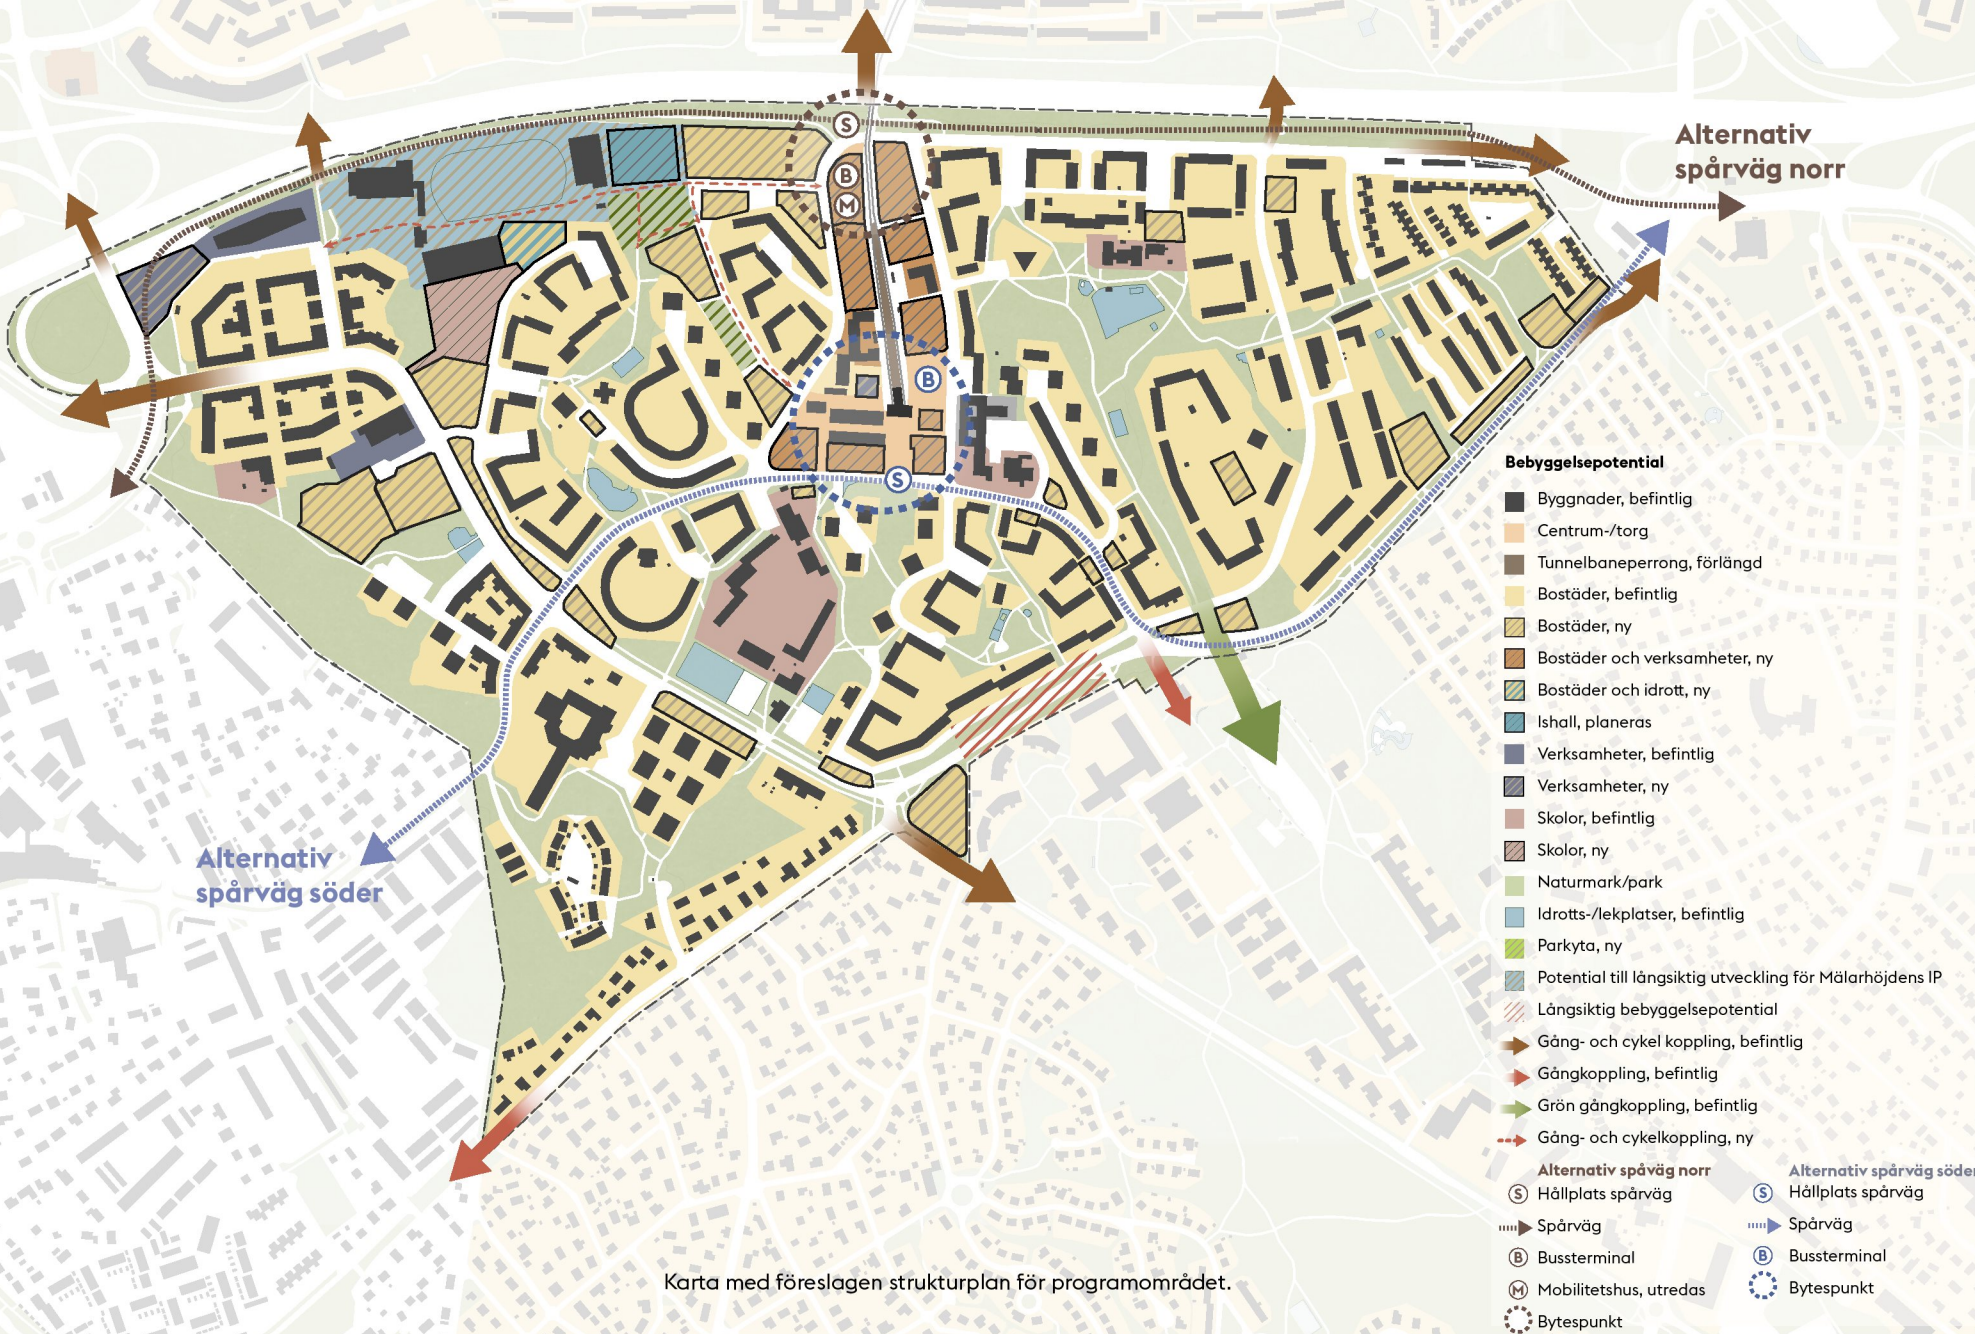 S
Alternativ
spårväg norr
B
M
B
S
Bebyggelsepotential
Byggnader, befintlig
Centrum-/torg
Tunnelbaneperrong, förlängd
Bostäder, befintlig
Bostäder, ny
Bostäder och verksamheter, ny
Bostäder och idrott, ny
Ishall, planeras
Verksamheter, befintlig
Verksamheter, ny
Skolor, befintlig
Skolor, ny
Naturmark/park
Idrotts-/lekplatser, befintlig
Parkyta, ny
Potential till långsiktig utveckling för Mälarhöjdens IP
Långsiktig bebyggelsepotential
Gång- och cykel koppling, befintlig
Gångkoppling, befintlig
Grön gångkoppling, befintlig
Gång- och cykelkoppling, ny
Alternativ spåväg norr
S Hållplats spårväg
Spårväg
B Bussterminal
M Mobilitetshus, utredas
Bytespunkt
Alternativ spårväg söder
S Hållplats spårväg
Spårväg
B Bussterminal
Bytespunkt
Alternativ
spårväg söder
Karta med föreslagen strukturplan för programområdet.